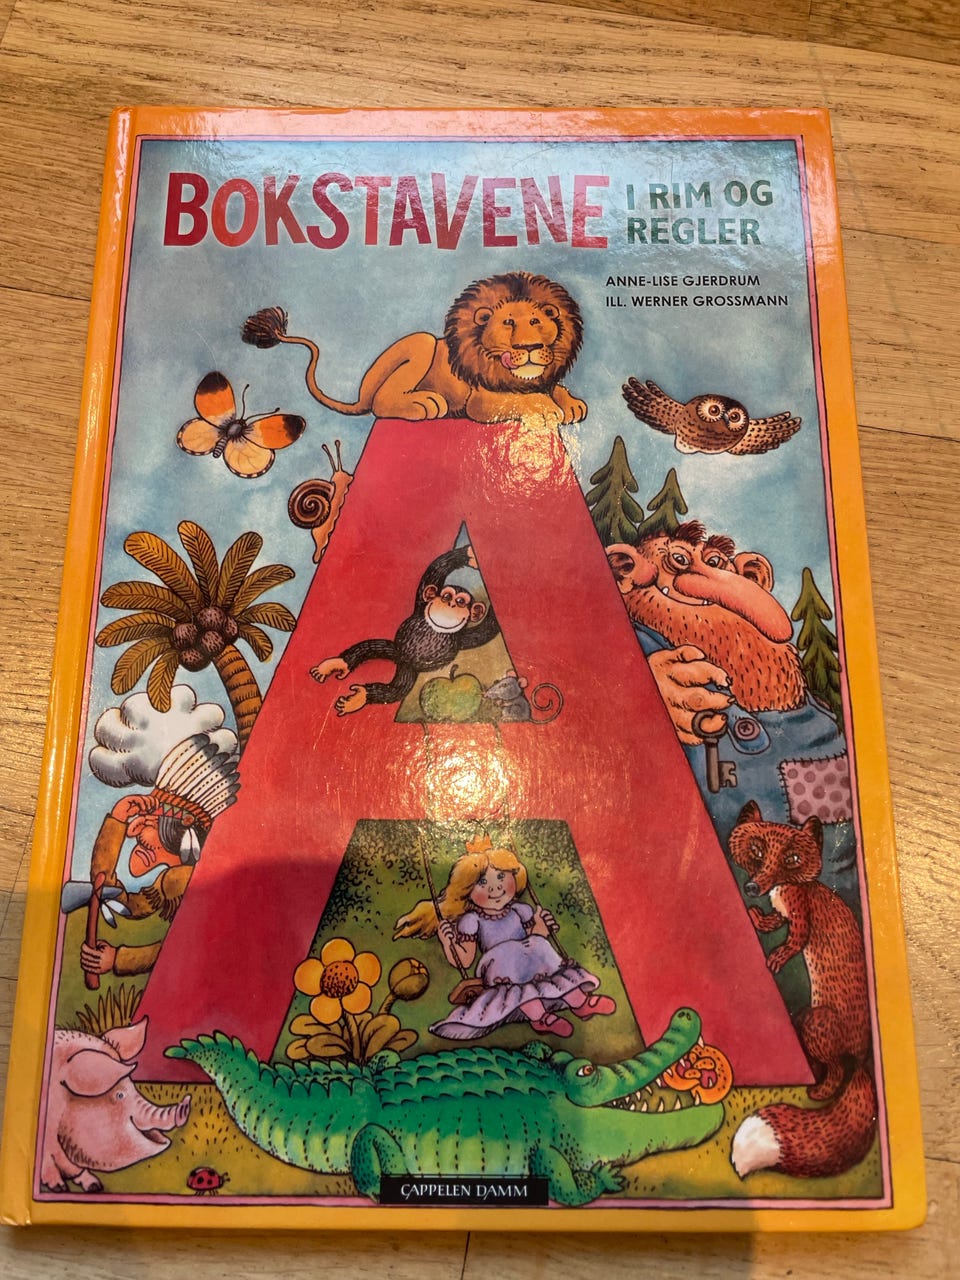 BOKSTAVENE
I RIM OG
REGLER
ANNE-LISE GJERDRUM
ILL. WERNER GROSSMANN
A
CAPPELEN DAMM